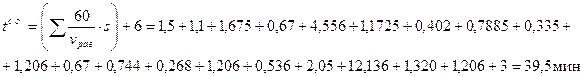 t^{c-c} = (∑ 60/v_{раг} · s) + 6 = 1,5 + 1,1 ÷ 1,675 ÷ 0,67 + 4,556 ÷ 1,1725 ÷ 0,402 + 0,7885 + 0,335 +
+ 1,206 ÷ 0,67 + 0,744 + 0,268 ÷ 1,206 ÷ 0,536 + 2,05 ÷ 12,136 + 1,320 + 1,206 + 3 = 39,5 мин